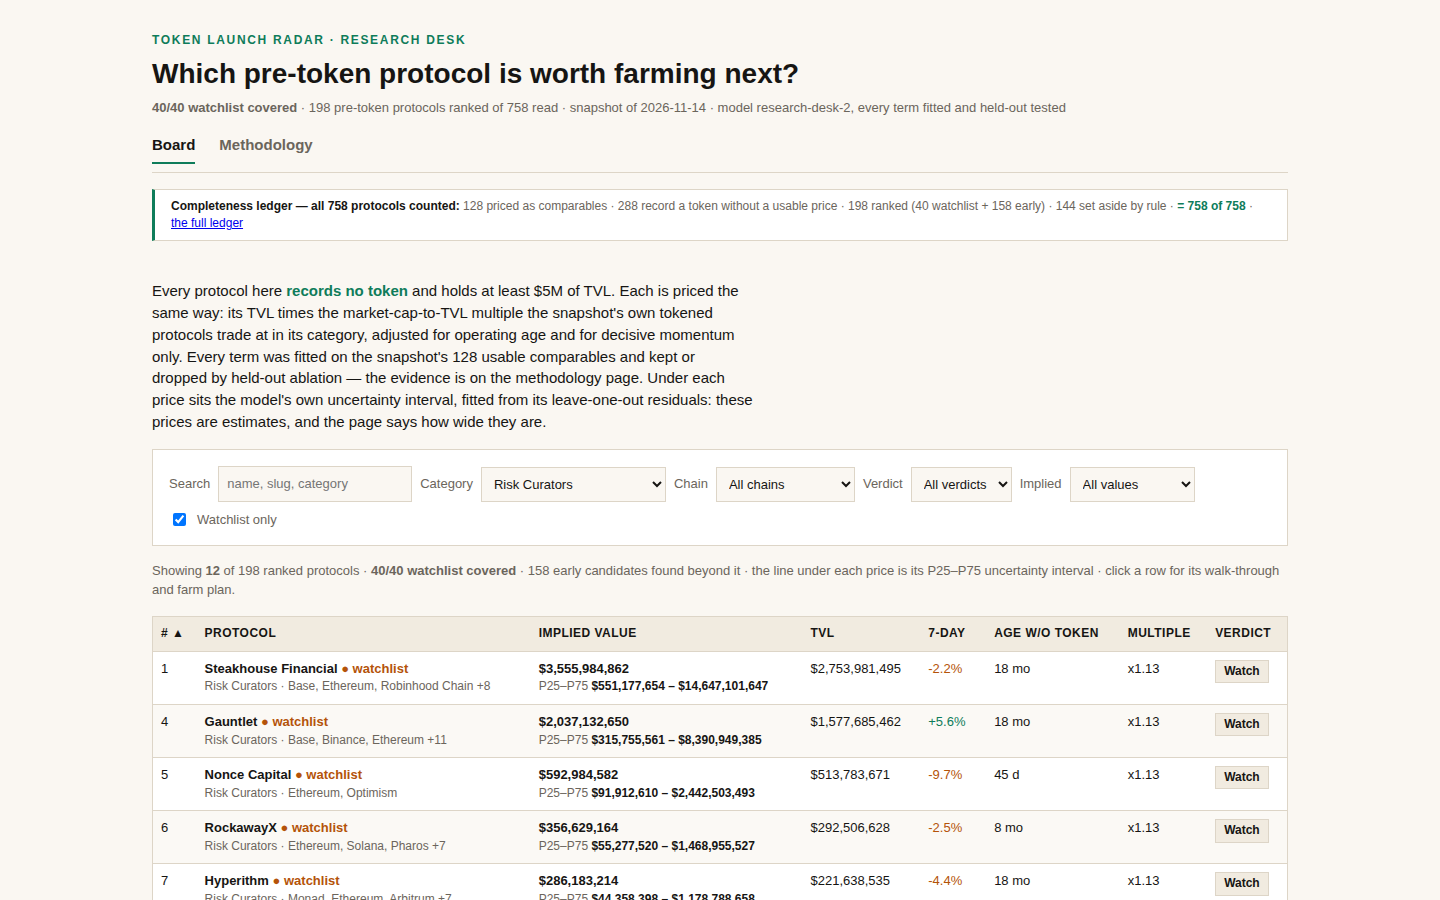 TOKEN LAUNCH RADAR · RESEARCH DESK
Which pre-token protocol is worth farming next?
40/40 watchlist covered · 198 pre-token protocols ranked of 758 read · snapshot of 2026-11-14 · model research-desk-2, every term fitted and held-out tested
Board Methodology
Completeness ledger — all 758 protocols counted: 128 priced as comparables · 288 record a token without a usable price · 198 ranked (40 watchlist + 158 early) · 144 set aside by rule · = 758 of 758 ·
the full ledger
Every protocol here records no token and holds at least $5M of TVL. Each is priced the
same way: its TVL times the market-cap-to-TVL multiple the snapshot's own tokened
protocols trade at in its category, adjusted for operating age and for decisive momentum
only. Every term was fitted on the snapshot's 128 usable comparables and kept or
dropped by held-out ablation — the evidence is on the methodology page. Under each
price sits the model's own uncertainty interval, fitted from its leave-one-out residuals: these
prices are estimates, and the page says how wide they are.
Search name, slug, category Category Risk Curators Chain All chains Verdict All verdicts Implied All values
Watchlist only
Showing 12 of 198 ranked protocols · 40/40 watchlist covered · 158 early candidates found beyond it · the line under each price is its P25–P75 uncertainty interval · click a row for its walk-through
and farm plan.
# ▲ PROTOCOL IMPLIED VALUE TVL 7-DAY AGE W/O TOKEN MULTIPLE VERDICT
1 Steakhouse Financial ● watchlist $3,555,984,862 $2,753,981,495 -2.2% 18 mo x1.13 Watch
Risk Curators · Base, Ethereum, Robinhood Chain +8 P25–P75 $551,177,654 – $14,647,101,647
4 Gauntlet ● watchlist $2,037,132,650 $1,577,685,462 +5.6% 18 mo x1.13 Watch
Risk Curators · Base, Binance, Ethereum +11 P25–P75 $315,755,561 – $8,390,949,385
5 Nonce Capital ● watchlist $592,984,582 $513,783,671 -9.7% 45 d x1.13 Watch
Risk Curators · Ethereum, Optimism P25–P75 $91,912,610 – $2,442,503,493
6 RockawayX ● watchlist $356,629,164 $292,506,628 -2.5% 8 mo x1.13 Watch
Risk Curators · Ethereum, Solana, Pharos +7 P25–P75 $55,277,520 – $1,468,955,527
7 Hyperithm ● watchlist $286,183,214 $221,638,535 -4.4% 18 mo x1.13 Watch
Risk Curators · Monad, Ethereum, Arbitrum +7 P25–P75 $44,358,398 – $1,178,788,658